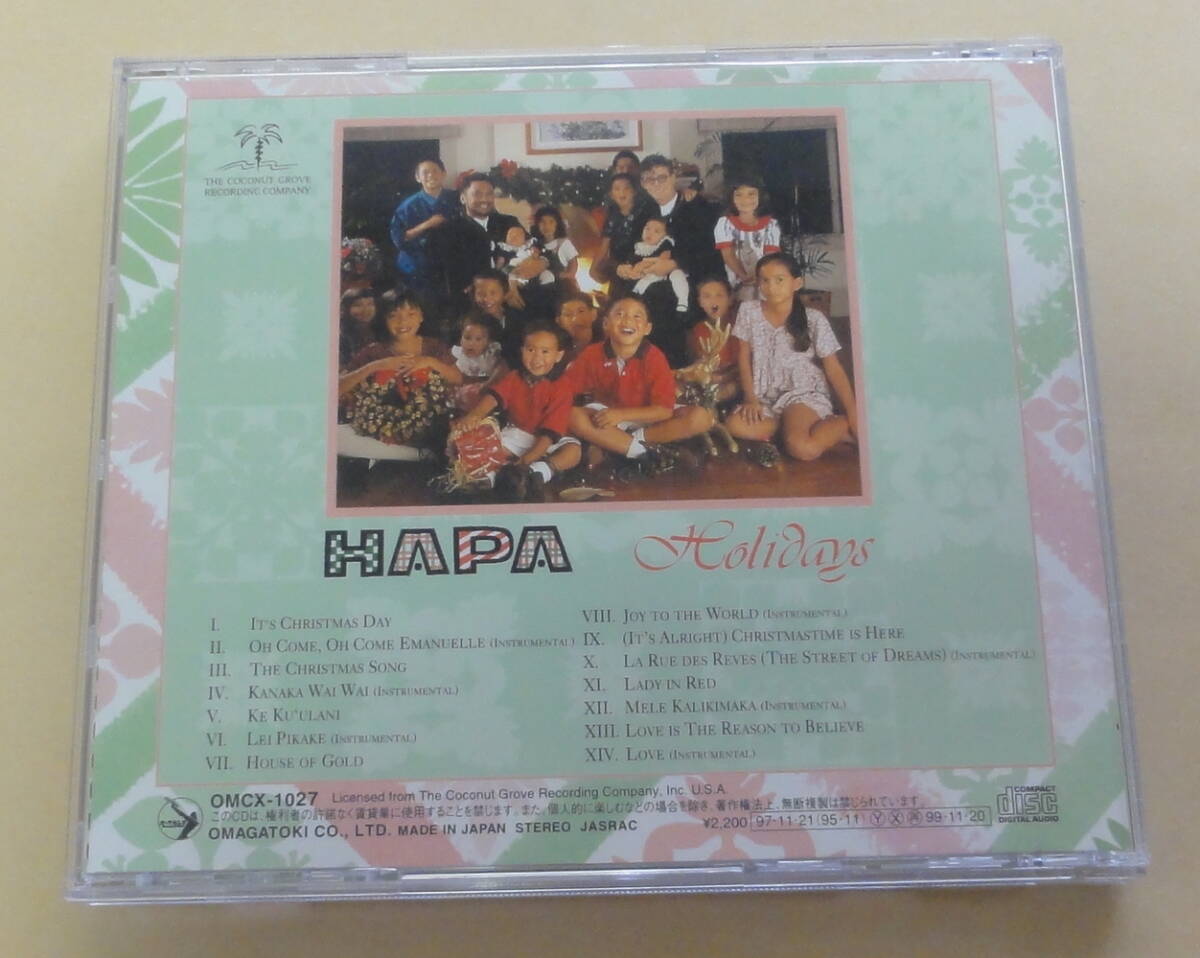 THE COCONUT GROVE
RECORDING COMPANY
HAPA Holidays
I. IT'S CHRISTMAS DAY
II. OH COME, OH COME EMANUELLE (INSTRUMENTAL)
III. THE CHRISTMAS SONG
IV. KANAKA WAI WAI (INSTRUMENTAL)
V. KE KU'ULANI
VI. LEI PIKAKE (INSTRUMENTAL)
VII. HOUSE OF GOLD
VIII. JOY TO THE WORLD (INSTRUMENTAL)
IX. (IT'S ALRIGHT) CHRISTMASTIME IS HERE
X. LA RUE DES REVES (THE STREET OF DREAMS) (INSTRUMENTAL)
XI. LADY IN RED
XII. MELE KALIKIMAKA (INSTRUMENTAL)
XIII. LOVE IS THE REASON TO BELIEVE
XIV. LOVE (INSTRUMENTAL)
OMCX-1027 Licensed from The Coconut Grove Recording Company, Inc. U.S.A.
このCDは、権利者の許諾なく賃貸業に使用することを禁じます。また、個人的に楽しむなどの場合を除き、著作権法上、無断複製は禁じられています。
OMAGATOKI CO., LTD. MADE IN JAPAN STEREO JASRAC ¥2,200 97-11-21 (95-11) Ⓨ Ⓧ 99-11-20
COMPACT
disc
DIGITAL AUDIO